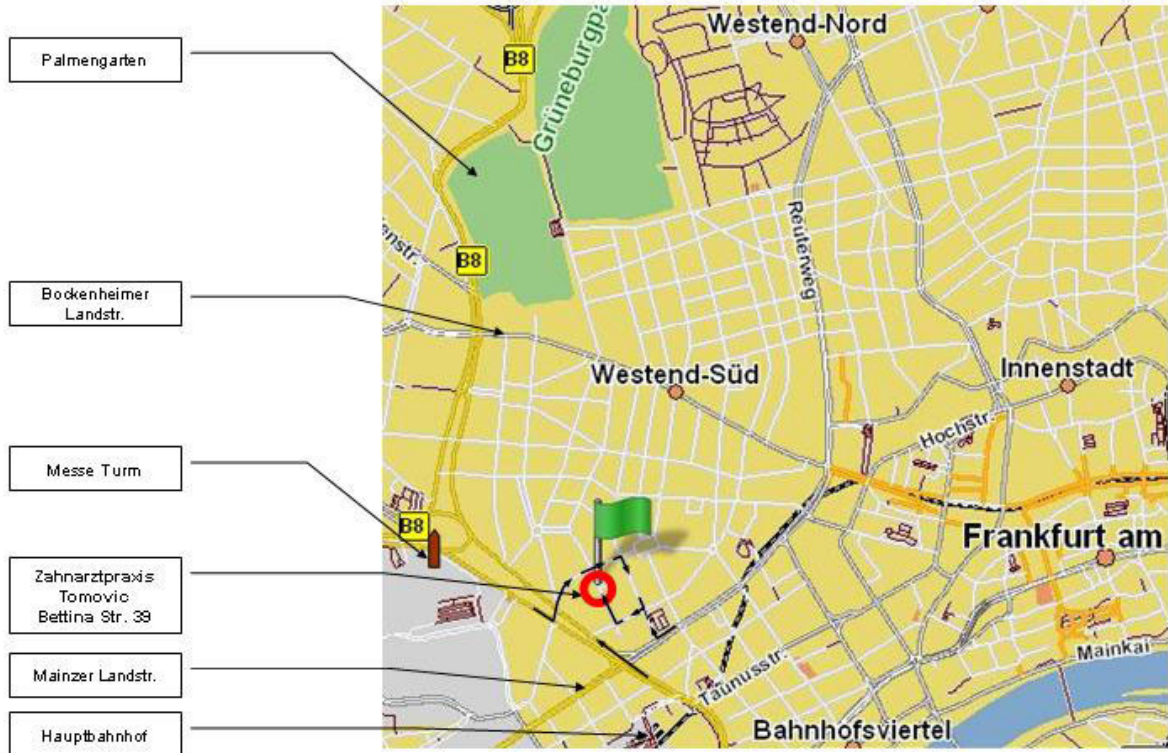 Palmengarten
Bockenheimer
Landstr.
Messe Turm
Zahnarztpraxis
Tomovic
Bettina Str. 39
Mainzer Landstr.
Hauptbahnhof
Westend-Nord
B8
Grüneburgpa
enstr.
B8
Reuterweg
Westend-Süd
Innenstadt
Hochstr.
B8
Frankfurt am
Mainkai
Taunusstr.
Bahnhofsviertel